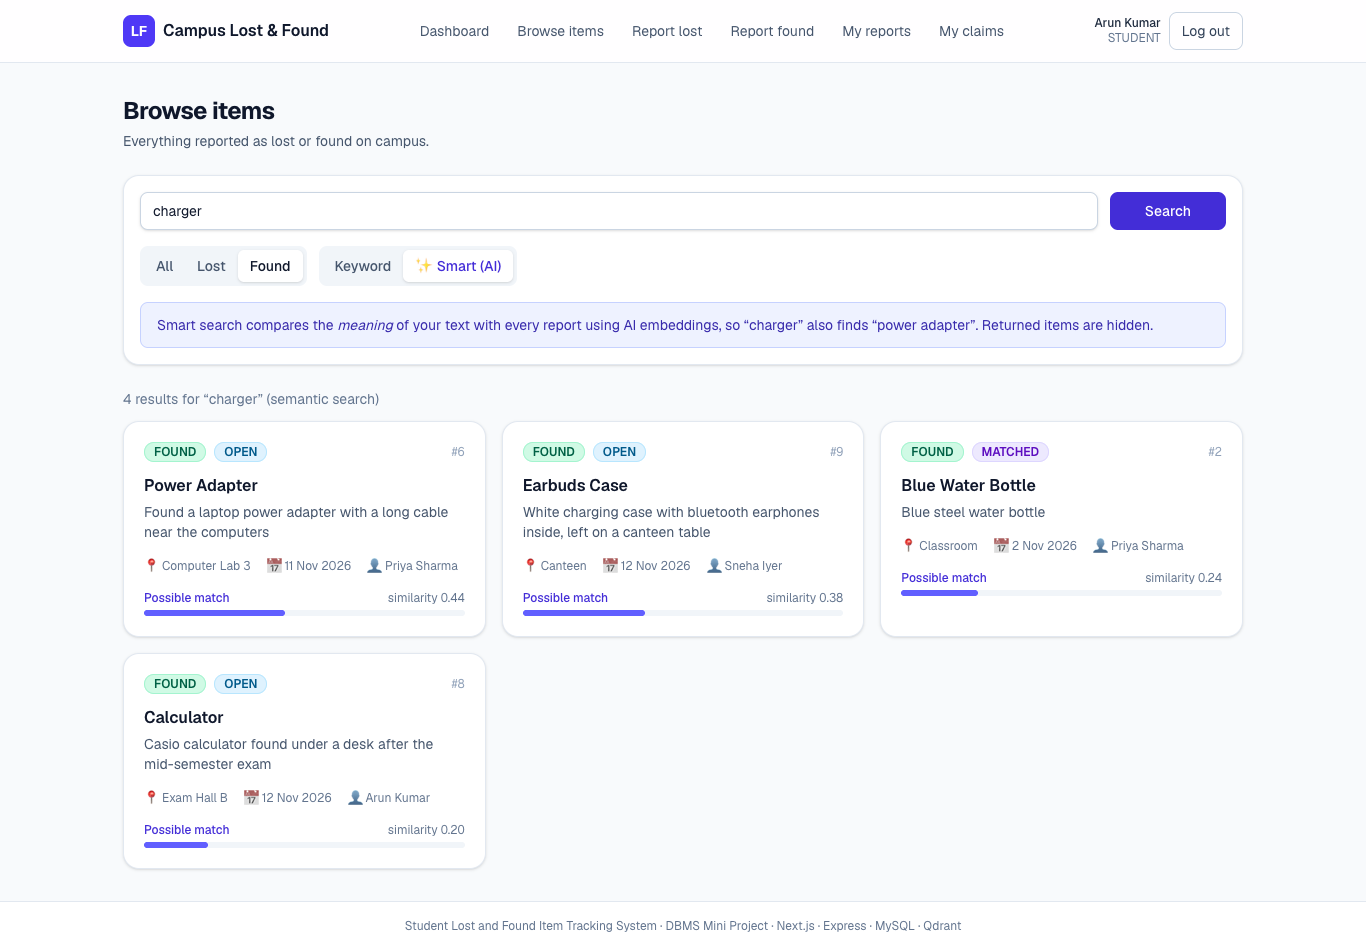 LF Campus Lost & Found Dashboard Browse items Report lost Report found My reports My claims Arun Kumar STUDENT Log out
Browse items
Everything reported as lost or found on campus.
charger Search
All Lost Found Keyword ✨ Smart (AI)
Smart search compares the meaning of your text with every report using AI embeddings, so “charger” also finds “power adapter”. Returned items are hidden.
4 results for “charger” (semantic search)
FOUND OPEN #6
Power Adapter
Found a laptop power adapter with a long cable
near the computers
📍 Computer Lab 3 📅 11 Nov 2026 👤 Priya Sharma
Possible match similarity 0.44
FOUND OPEN #9
Earbuds Case
White charging case with bluetooth earphones
inside, left on a canteen table
📍 Canteen 📅 12 Nov 2026 👤 Sneha Iyer
Possible match similarity 0.38
FOUND MATCHED #2
Blue Water Bottle
Blue steel water bottle
📍 Classroom 📅 2 Nov 2026 👤 Priya Sharma
Possible match similarity 0.24
FOUND OPEN #8
Calculator
Casio calculator found under a desk after the
mid-semester exam
📍 Exam Hall B 📅 12 Nov 2026 👤 Arun Kumar
Possible match similarity 0.20
Student Lost and Found Item Tracking System · DBMS Mini Project · Next.js · Express · MySQL · Qdrant